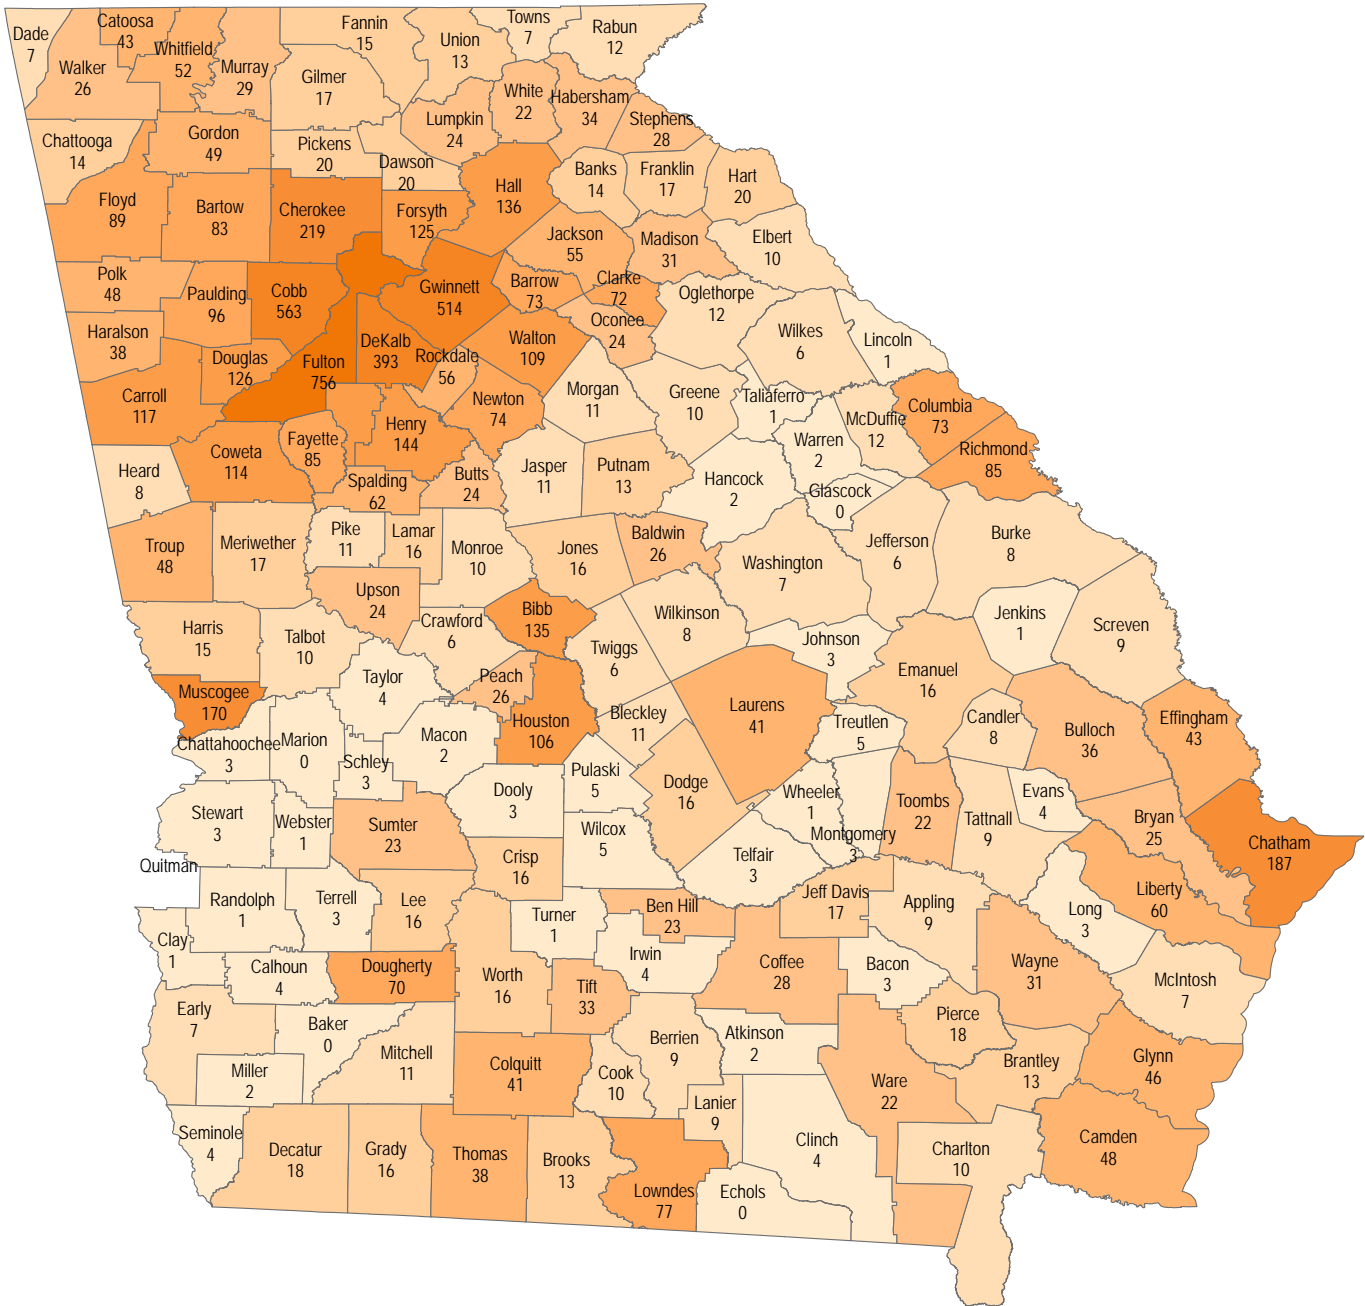 Dade
7
Catoosa
43
Walker
26
Whitfield
52
Murray
29
Fannin
15
Gilmer
17
Union
13
Towns
7
Rabun
12
White
22
Habersham
34
Stephens
28
Lumpkin
24
Chattooga
14
Gordon
49
Pickens
20
Dawson
20
Banks
14
Franklin
17
Hart
20
Floyd
89
Bartow
83
Cherokee
219
Forsyth
125
Hall
136
Jackson
55
Madison
31
Elbert
10
Polk
48
Paulding
96
Cobb
563
Gwinnett
514
Barrow
73
Clarke
72
Oconee
24
Oglethorpe
12
Wilkes
6
Lincoln
1
Haralson
38
Douglas
126
Fulton
756
DeKalb
393
Rockdale
56
Walton
109
Carroll
117
Newton
74
Morgan
11
Greene
10
Taliaferro
1
McDuffie
12
Columbia
73
Richmond
85
Heard
8
Coweta
114
Fayette
85
Henry
144
Spalding
62
Butts
24
Jasper
11
Putnam
13
Hancock
2
Warren
2
Glascock
0
Troup
48
Meriwether
17
Pike
11
Lamar
16
Monroe
10
Jones
16
Baldwin
26
Washington
7
Jefferson
6
Burke
8
Upson
24
Harris
15
Talbot
10
Crawford
6
Bibb
135
Twiggs
6
Wilkinson
8
Johnson
3
Jenkins
1
Screven
9
Muscogee
170
Taylor
4
Peach
26
Houston
106
Bleckley
11
Laurens
41
Emanuel
16
Treutlen
5
Candler
8
Bulloch
36
Effingham
43
Chattahoochee
3
Marion
0
Schley
3
Macon
2
Pulaski
5
Dodge
16
Dooly
3
Stewart
3
Webster
1
Sumter
23
Wilcox
5
Wheeler
1
Montgomery
3
Toombs
22
Tattnall
9
Evans
4
Bryan
25
Chatham
187
Quitman
Crisp
16
Telfair
3
Randolph
1
Terrell
3
Lee
16
Turner
1
Ben Hill
23
Jeff Davis
17
Appling
9
Long
3
Liberty
60
Clay
1
Calhoun
4
Dougherty
70
Worth
16
Tift
33
Irwin
4
Coffee
28
Bacon
3
Wayne
31
McIntosh
7
Early
7
Baker
0
Mitchell
11
Miller
2
Colquitt
41
Cook
10
Berrien
9
Atkinson
2
Pierce
18
Brantley
13
Glynn
46
Ware
22
Lanier
9
Clinch
4
Charlton
10
Camden
48
Seminole
4
Decatur
18
Grady
16
Thomas
38
Brooks
13
Lowndes
77
Echols
0